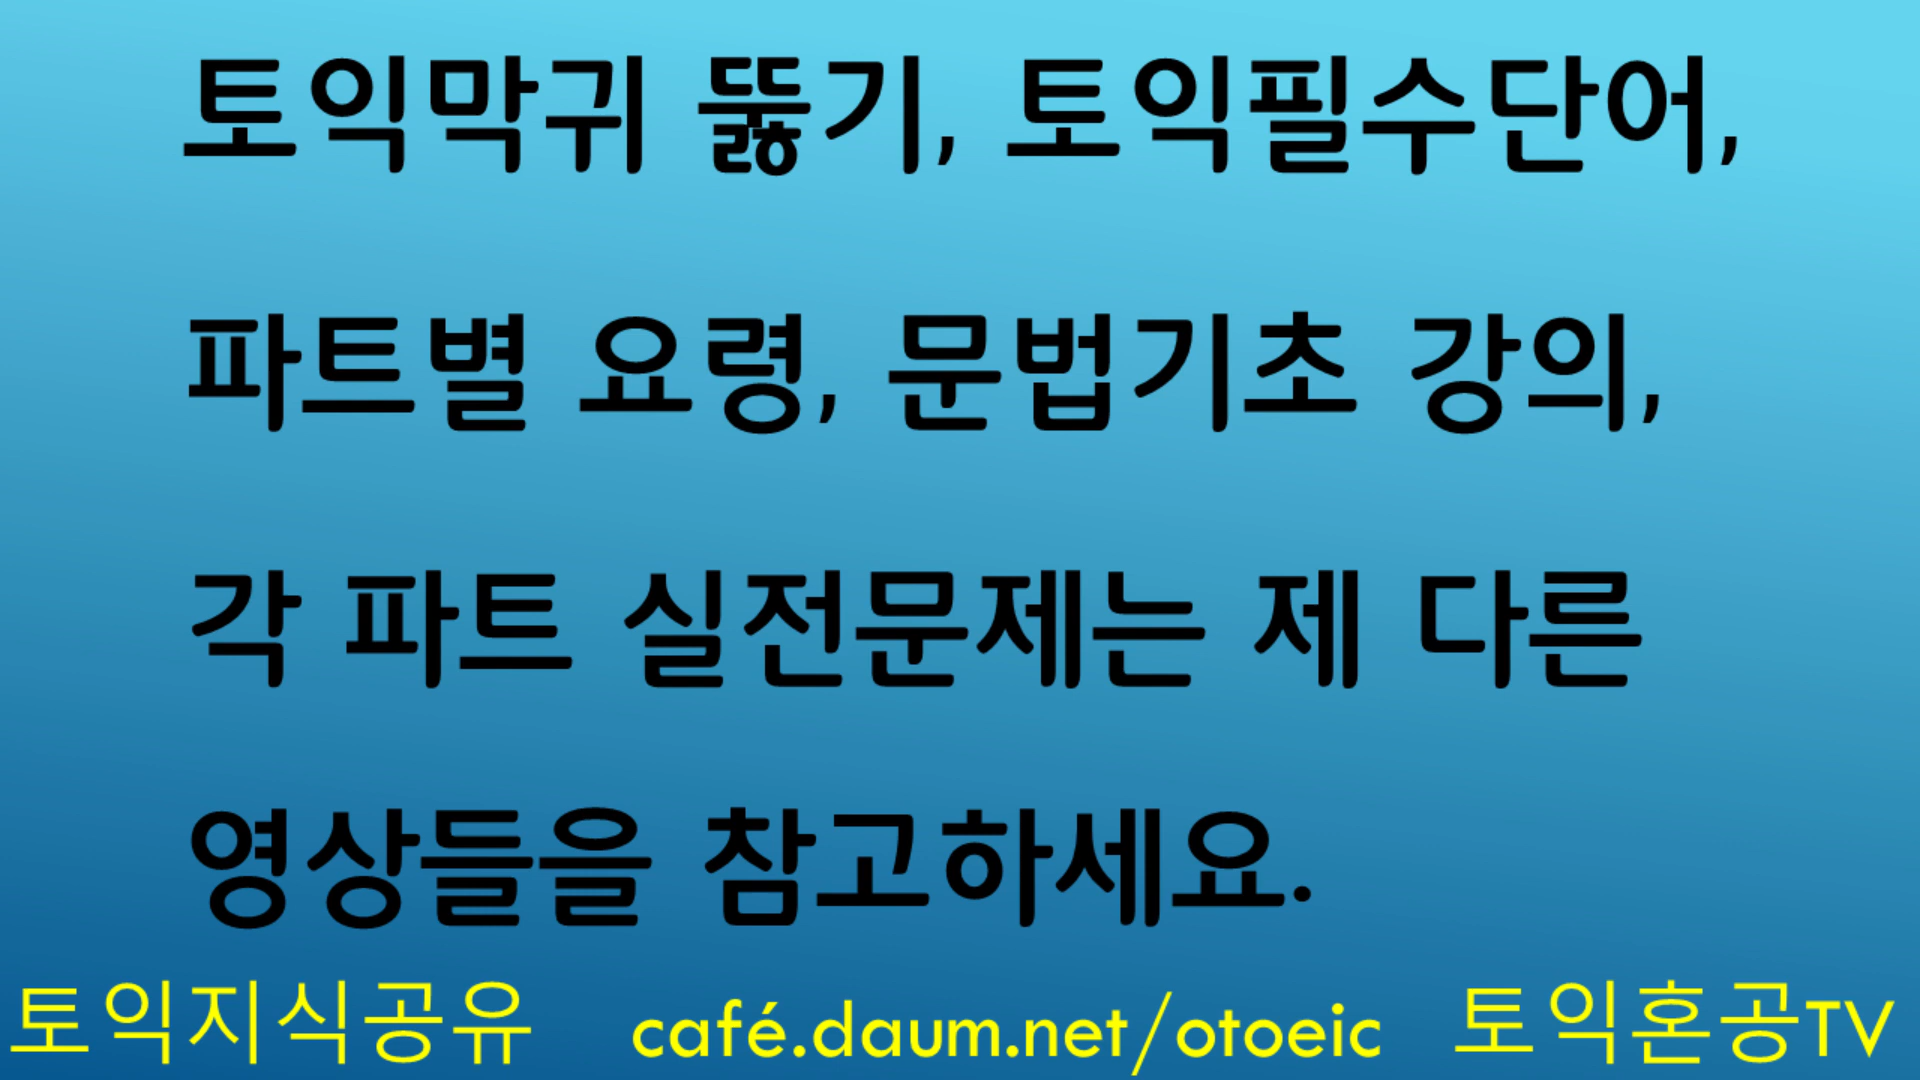 토익막귀 뚫기, 토익필수단어,
파트별 요령, 문법기초 강의,
각 파트 실전문제는 제 다른
영상들을 참고하세요.
토익지식공유 café.daum.net/otoeic 토익혼공TV